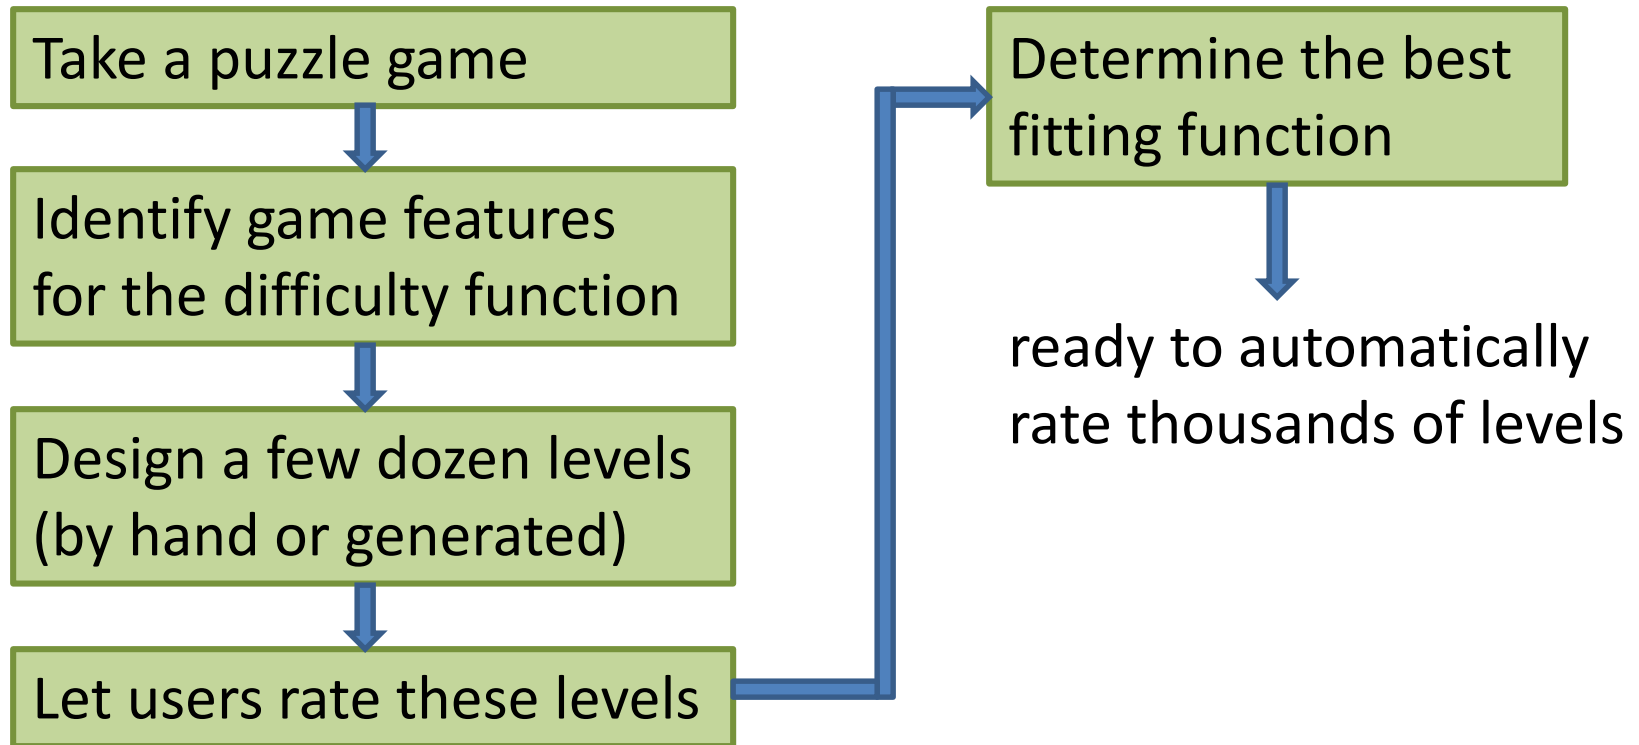 Take a puzzle game
Identify game features
for the difficulty function
Design a few dozen levels
(by hand or generated)
Let users rate these levels
Determine the best
fitting function
ready to automatically
rate thousands of levels